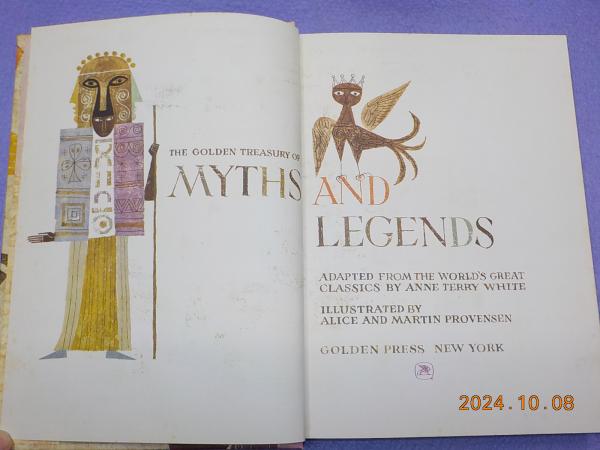 THE GOLDEN TREASURY OF
MYTHS AND
LEGENDS
ADAPTED FROM THE WORLD'S GREAT
CLASSICS BY ANNE TERRY WHITE
ILLUSTRATED BY
ALICE AND MARTIN PROVENSEN
GOLDEN PRESS NEW YORK
2024.10.08